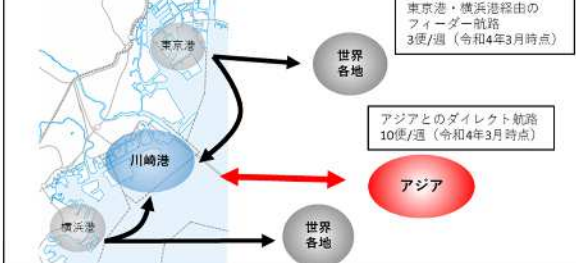 東京港・横浜港経由の
フィーダー航路
3便/週（令和4年3月時点）
東京港
世界
各地
アジアとのダイレクト航路
10便/週（令和4年3月時点）
川崎港
アジア
横浜港
世界
各地